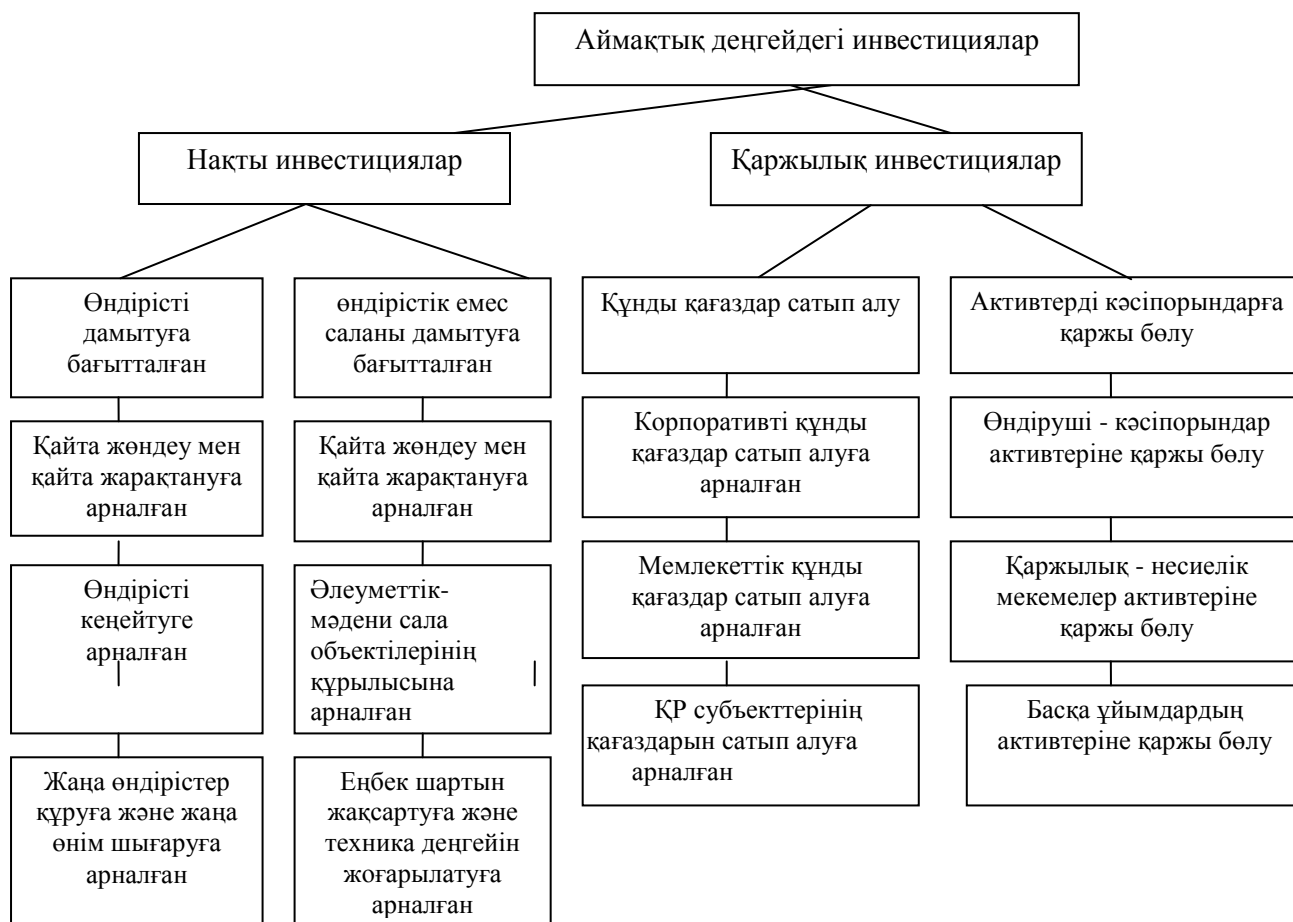 Аймақтық деңгейдегі инвестициялар
Нақты инвестициялар
Қаржылық инвестициялар
Өндірісті
дамытуға
бағытталған
өндірістік емес
саланы дамытуға
бағытталған
Құнды қағаздар сатып алу
Активтерді кәсіпорындарға
қаржы бөлу
Қайта жөндеу мен
қайта жарақтануға
арналған
Қайта жөндеу мен
қайта жарақтануға
арналған
Корпоративті құнды
қағаздар сатып алуға
арналған
Өндіруші - кәсіпорындар
активтеріне қаржы бөлу
Өндірісті
кеңейтуге
арналған
Әлеуметтік-
мәдени сала
объектілерінің
құрылысына
арналған
Мемлекеттік құнды
қағаздар сатып алуға
арналған
Қаржылық - несиелік
мекемелер активтеріне
қаржы бөлу
Жаңа өндірістер
құруға және жаңа
өнім шығаруға
арналған
Еңбек шартын
жақсартуға және
техника деңгейін
жоғарылатуға
арналған
ҚР субъекттерінің
қағаздарын сатып алуға
арналған
Басқа ұйымдардың
активтеріне қаржы бөлу